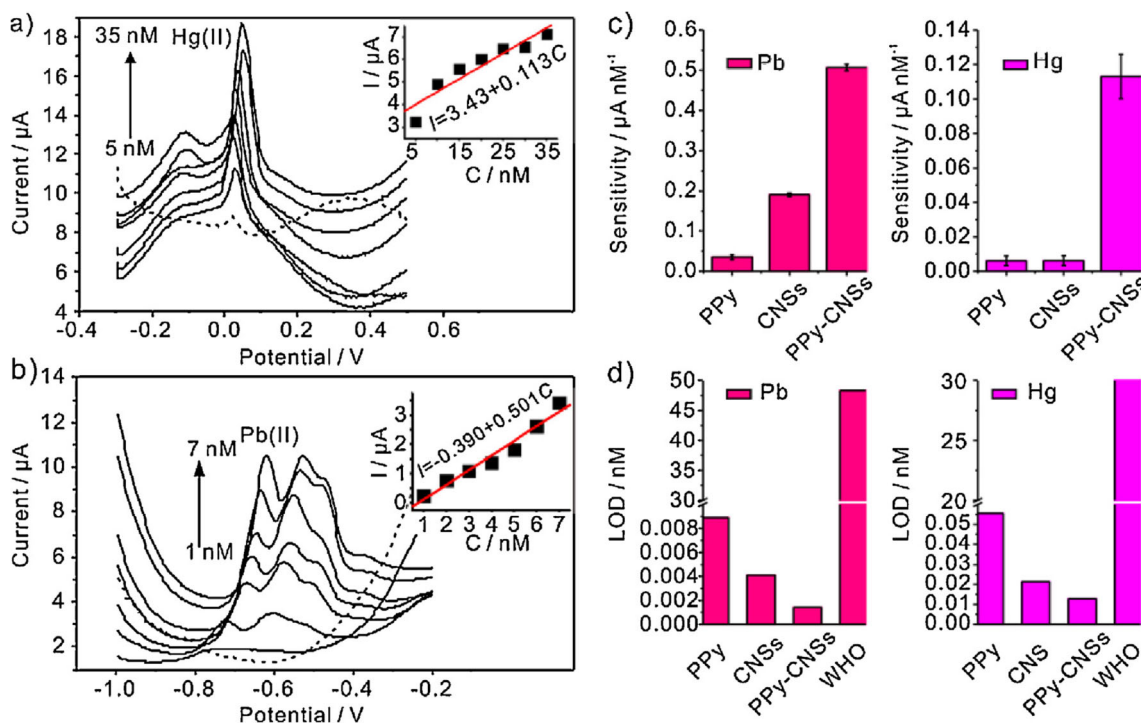 a)
18
16
14
12
10
8
6
4
Current / µA
35 nM
Hg(II)
5 nM
-0.4
-0.2
0.0
0.2
0.4
0.6
Potential / V
7
6
5
4
3
I / µA
I=3.43+0.113C
5
15
25
35
C / nM
b)
14
12
10
8
6
4
2
Current / µA
7 nM
Pb(II)
1 nM
-1.0
-0.8
-0.6
-0.4
-0.2
Potential / V
3
2
1
0
I / µA
I=-0.390+0.501C
1 2 3 4 5 6 7
C / nM
c)
0.6
0.5
0.4
0.3
0.2
0.1
0.0
Sensitivity / µA nM⁻¹
Pb
PPy
CNSs
PPy-CNSs
0.14
0.12
0.10
0.08
0.06
0.04
0.02
0.00
Sensitivity / µA nM⁻¹
Hg
PPy
CNSs
PPy-CNSs
d)
50
45
40
35
30
0.008
0.006
0.004
0.002
0.000
LOD / nM
Pb
PPy
CNSs
PPy-CNSs
WHO
30
25
20
0.05
0.04
0.03
0.02
0.01
0.00
LOD / nM
Hg
PPy
CNS
PPy-CNSs
WHO